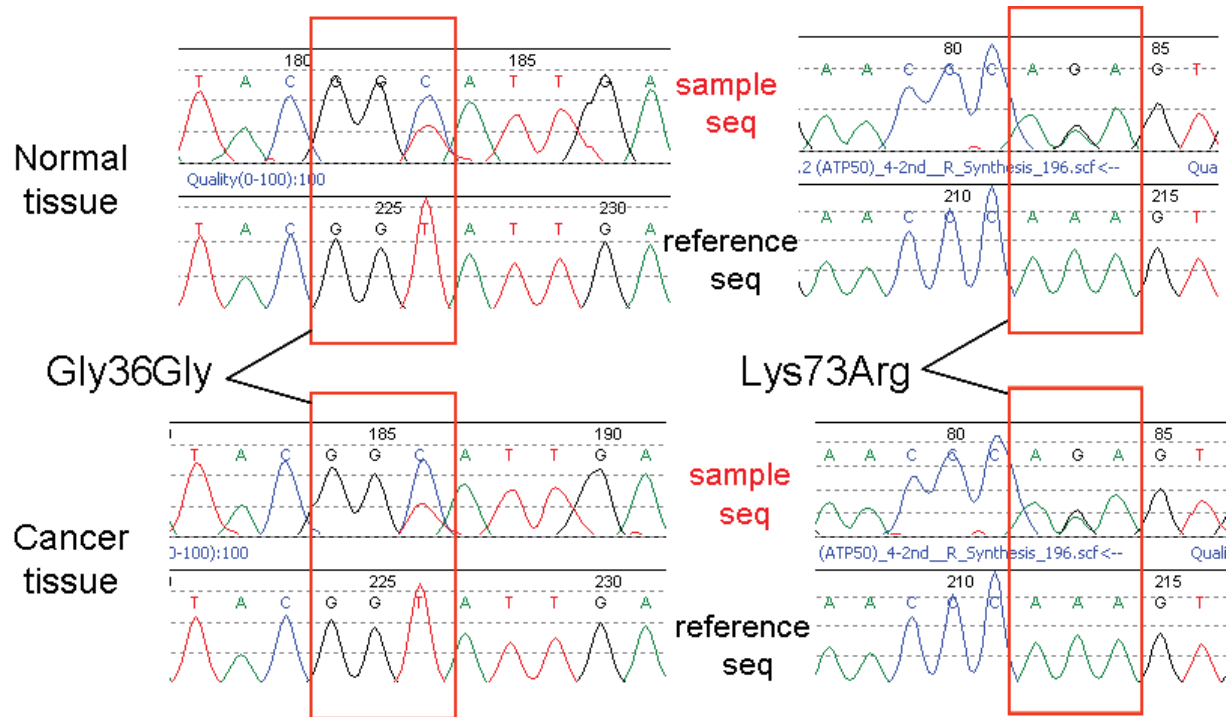 180 185
T A C G G C A T T G A
Quality(0-100):100
225 230
T A C G G T A T T G A
Normal
tissue
sample
seq
reference
seq
80 85
A A C G C A G A G T
.2 (ATP50)_4-2nd__R_Synthesis_196.scf<-- Qua
210 215
A A C G C A A A G T
Gly36Gly
Lys73Arg
185 190
T A C G G C A T T G A
0-100):100
225 230
T A C G G T A T T G A
Cancer
tissue
sample
seq
reference
seq
80 85
A A C C C A G A G T
(ATP50)_4-2nd__R_Synthesis_196.scf<-- Quali
210 215
A A C C C A A A G T